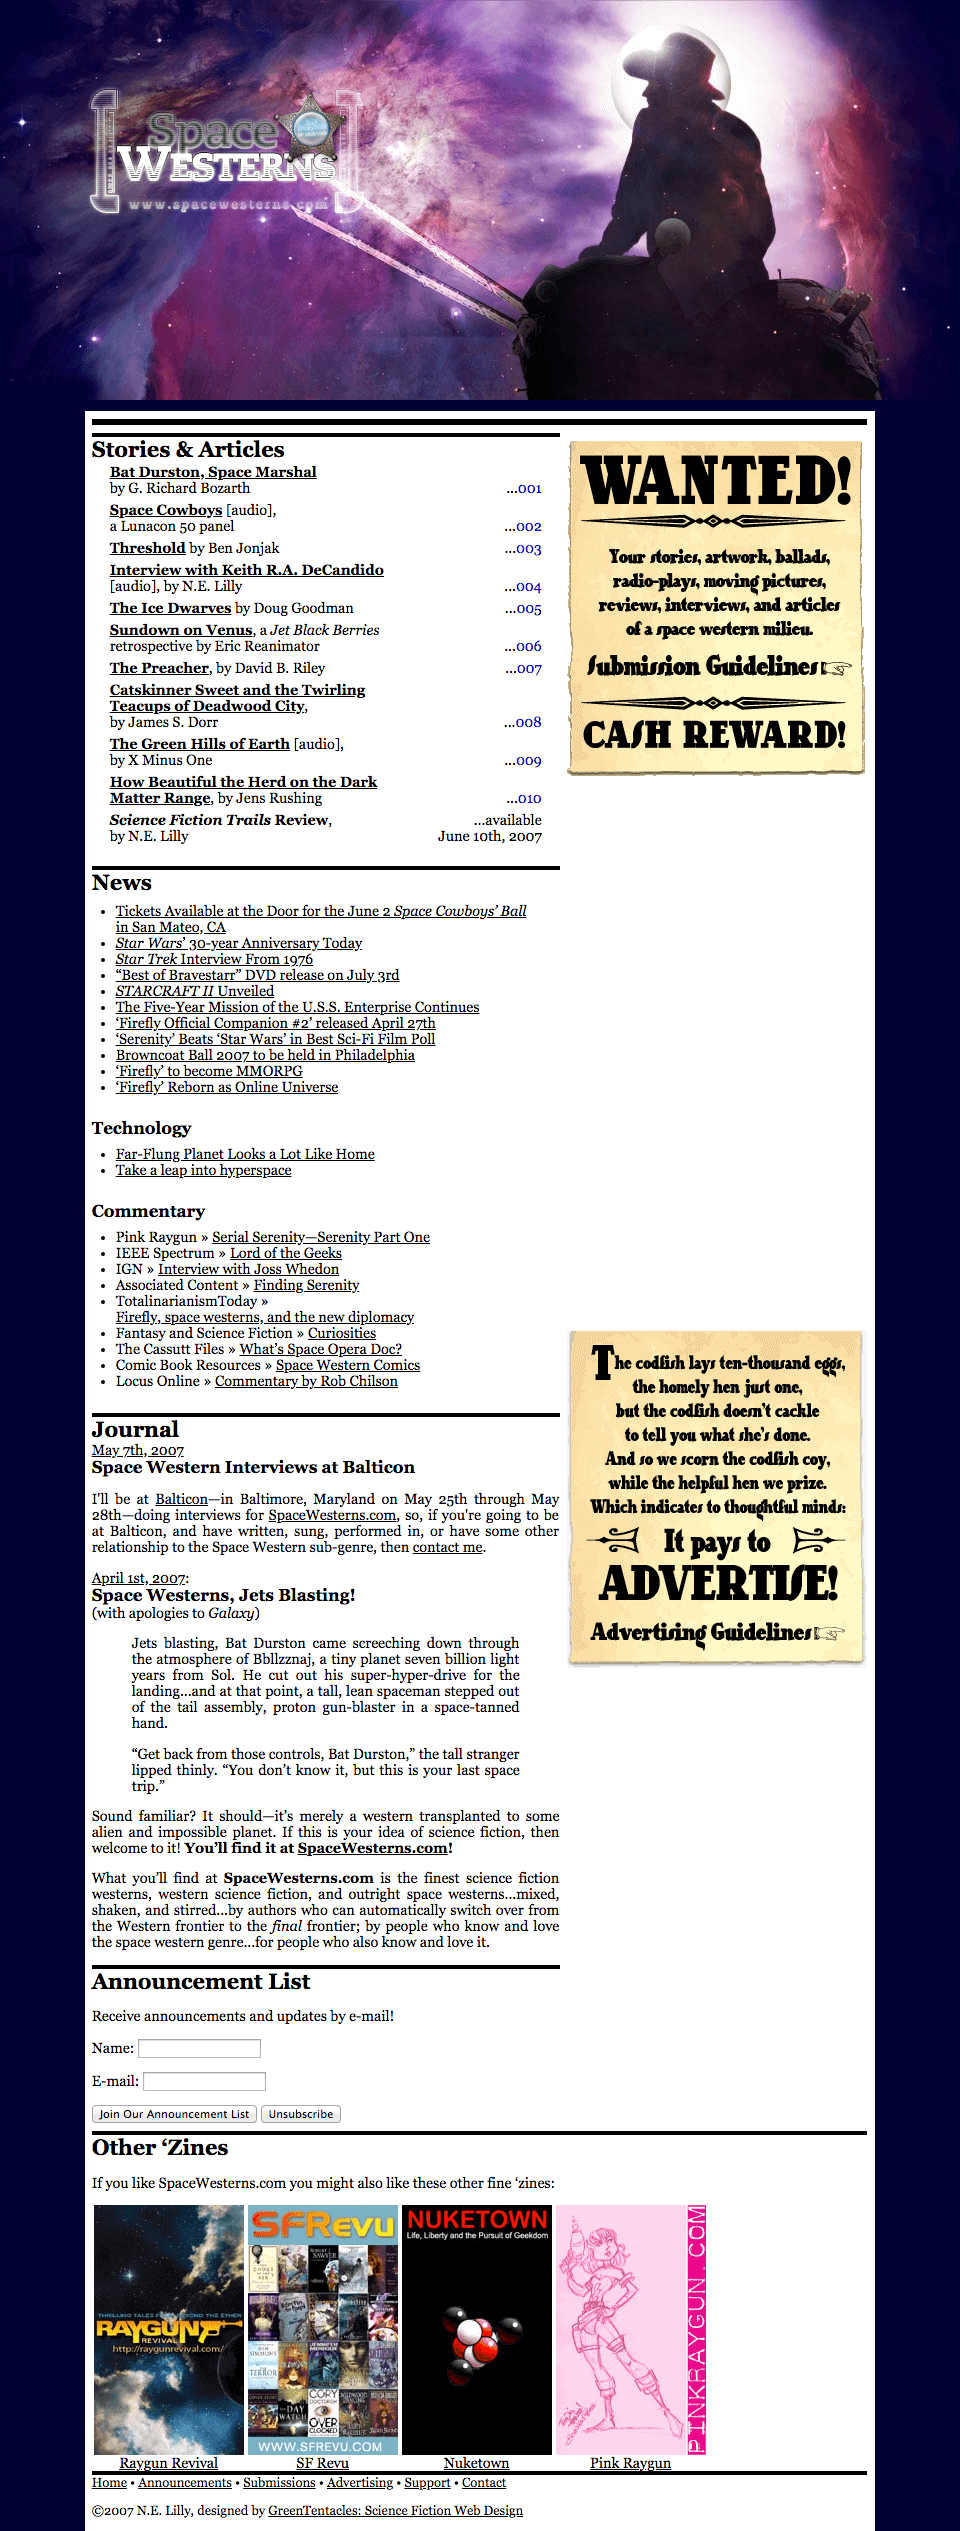 Space
WESTERNS
www.spacewesterns.com
Stories & Articles
Bat Durston, Space Marshal
by G. Richard Bozarth ...001
Space Cowboys [audio],
a Lunacon 50 panel ...002
Threshold by Ben Jonjak ...003
Interview with Keith R.A. DeCandido
[audio], by N.E. Lilly ...004
The Ice Dwarves by Doug Goodman ...005
Sundown on Venus, a Jet Black Berries
retrospective by Eric Reanimator ...006
The Preacher, by David B. Riley ...007
Catskinner Sweet and the Twirling
Teacups of Deadwood City,
by James S. Dorr ...008
The Green Hills of Earth [audio],
by X Minus One ...009
How Beautiful the Herd on the Dark
Matter Range, by Jens Rushing ...010
Science Fiction Trails Review, ...available
by N.E. Lilly June 10th, 2007
WANTED!
Your stories, artwork, ballads,
radio-plays, moving pictures,
reviews, interviews, and articles
of a space western milieu.
Submission Guidelines
CASH REWARD!
News
• Tickets Available at the Door for the June 2 Space Cowboys’ Ball
in San Mateo, CA
• Star Wars’ 30-year Anniversary Today
• Star Trek Interview From 1976
• “Best of Bravestarr” DVD release on July 3rd
• STARCRAFT II Unveiled
• The Five-Year Mission of the U.S.S. Enterprise Continues
• ‘Firefly Official Companion #2’ released April 27th
• ‘Serenity’ Beats ‘Star Wars’ in Best Sci-Fi Film Poll
• Browncoat Ball 2007 to be held in Philadelphia
• ‘Firefly’ to become MMORPG
• ‘Firefly’ Reborn as Online Universe
Technology
• Far-Flung Planet Looks a Lot Like Home
• Take a leap into hyperspace
Commentary
• Pink Raygun » Serial Serenity—Serenity Part One
• IEEE Spectrum » Lord of the Geeks
• IGN » Interview with Joss Whedon
• Associated Content » Finding Serenity
• TotalinarianismToday »
Firefly, space westerns, and the new diplomacy
• Fantasy and Science Fiction » Curiosities
• The Cassutt Files » What’s Space Opera Doc?
• Comic Book Resources » Space Western Comics
• Locus Online » Commentary by Rob Chilson
The codfish lays ten-thousand eggs,
the homely hen just one,
but the codfish doesn't cackle
to tell you what she's done.
And so we scorn the codfish coy,
while the helpful hen we prize.
Which indicates to thoughtful minds:
It pays to
ADVERTISE!
Advertising Guidelines
Journal
May 7th, 2007
Space Western Interviews at Balticon
I'll be at Balticon—in Baltimore, Maryland on May 25th through May
28th—doing interviews for SpaceWesterns.com, so, if you're going to be
at Balticon, and have written, sung, performed in, or have some other
relationship to the Space Western sub-genre, then contact me.
April 1st, 2007:
Space Westerns, Jets Blasting!
(with apologies to Galaxy)
Jets blasting, Bat Durston came screeching down through
the atmosphere of Bbllzznaj, a tiny planet seven billion light
years from Sol. He cut out his super-hyper-drive for the
landing...and at that point, a tall, lean spaceman stepped out
of the tail assembly, proton gun-blaster in a space-tanned
hand.
“Get back from those controls, Bat Durston,” the tall stranger
lipped thinly. “You don’t know it, but this is your last space
trip.”
Sound familiar? It should—it’s merely a western transplanted to some
alien and impossible planet. If this is your idea of science fiction, then
welcome to it! You’ll find it at SpaceWesterns.com!
What you’ll find at SpaceWesterns.com is the finest science fiction
westerns, western science fiction, and outright space westerns...mixed,
shaken, and stirred...by authors who can automatically switch over from
the Western frontier to the final frontier; by people who know and love
the space western genre...for people who also know and love it.
Announcement List
Receive announcements and updates by e-mail!
Name:
E-mail:
Join Our Announcement List Unsubscribe
Other ‘Zines
If you like SpaceWesterns.com you might also like these other fine ‘zines:
THRILLING TALES FROM BEYOND THE ETHER
RAYGUN
REVIVAL
http://raygunrevival.com/
SFRevu
WWW.SFREVU.COM
NUKETOWN
Life, Liberty and the Pursuit of Geekdom
PINKRAYGUN.COM
Raygun Revival SF Revu Nuketown Pink Raygun
Home • Announcements • Submissions • Advertising • Support • Contact
©2007 N.E. Lilly, designed by GreenTentacles: Science Fiction Web Design